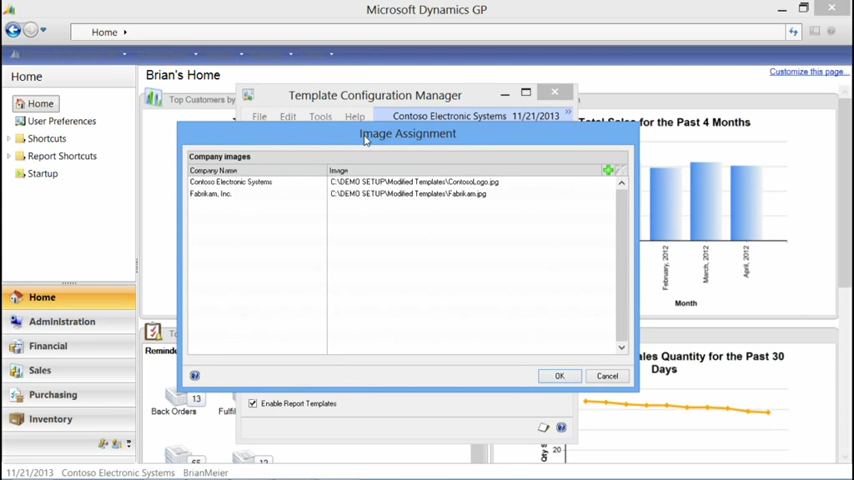 Microsoft Dynamics GP
Home
Home
Brian's Home
Customize this page...
Home
User Preferences
Shortcuts
Report Shortcuts
Startup
Top Customers by
Total Sales for the Past 4 Months
Template Configuration Manager
File Edit Tools Help
Contoso Electronic Systems 11/21/2013
Image Assignment
Company images
Company Name Image
Contoso Electronic Systems C:\DEMO SETUP\Modified Templates\ContosoLogo.jpg
Fabrikam, Inc. C:\DEMO SETUP\Modified Templates\Fabrikam.jpg
OK Cancel
February, 2012
March, 2012
April, 2012
Month
Home
Administration
Financial
Sales
Purchasing
Inventory
Remind
Back Orders
13
Fulfi
65
12
Enable Report Templates
ales Quantity for the Past 30
Days
20
11/21/2013 Contoso Electronic Systems BrianMeier